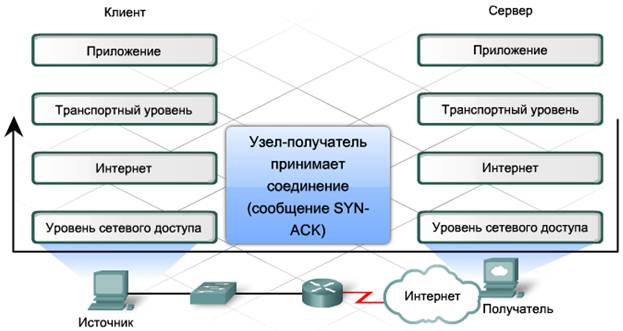 Клиент
Сервер
Приложение
Приложение
Транспортный уровень
Транспортный уровень
Узел-получатель
принимает
соединение
(сообщение SYN-
ACK)
Интернет
Интернет
Уровень сетевого доступа
Уровень сетевого доступа
Интернет
Источник
Получатель